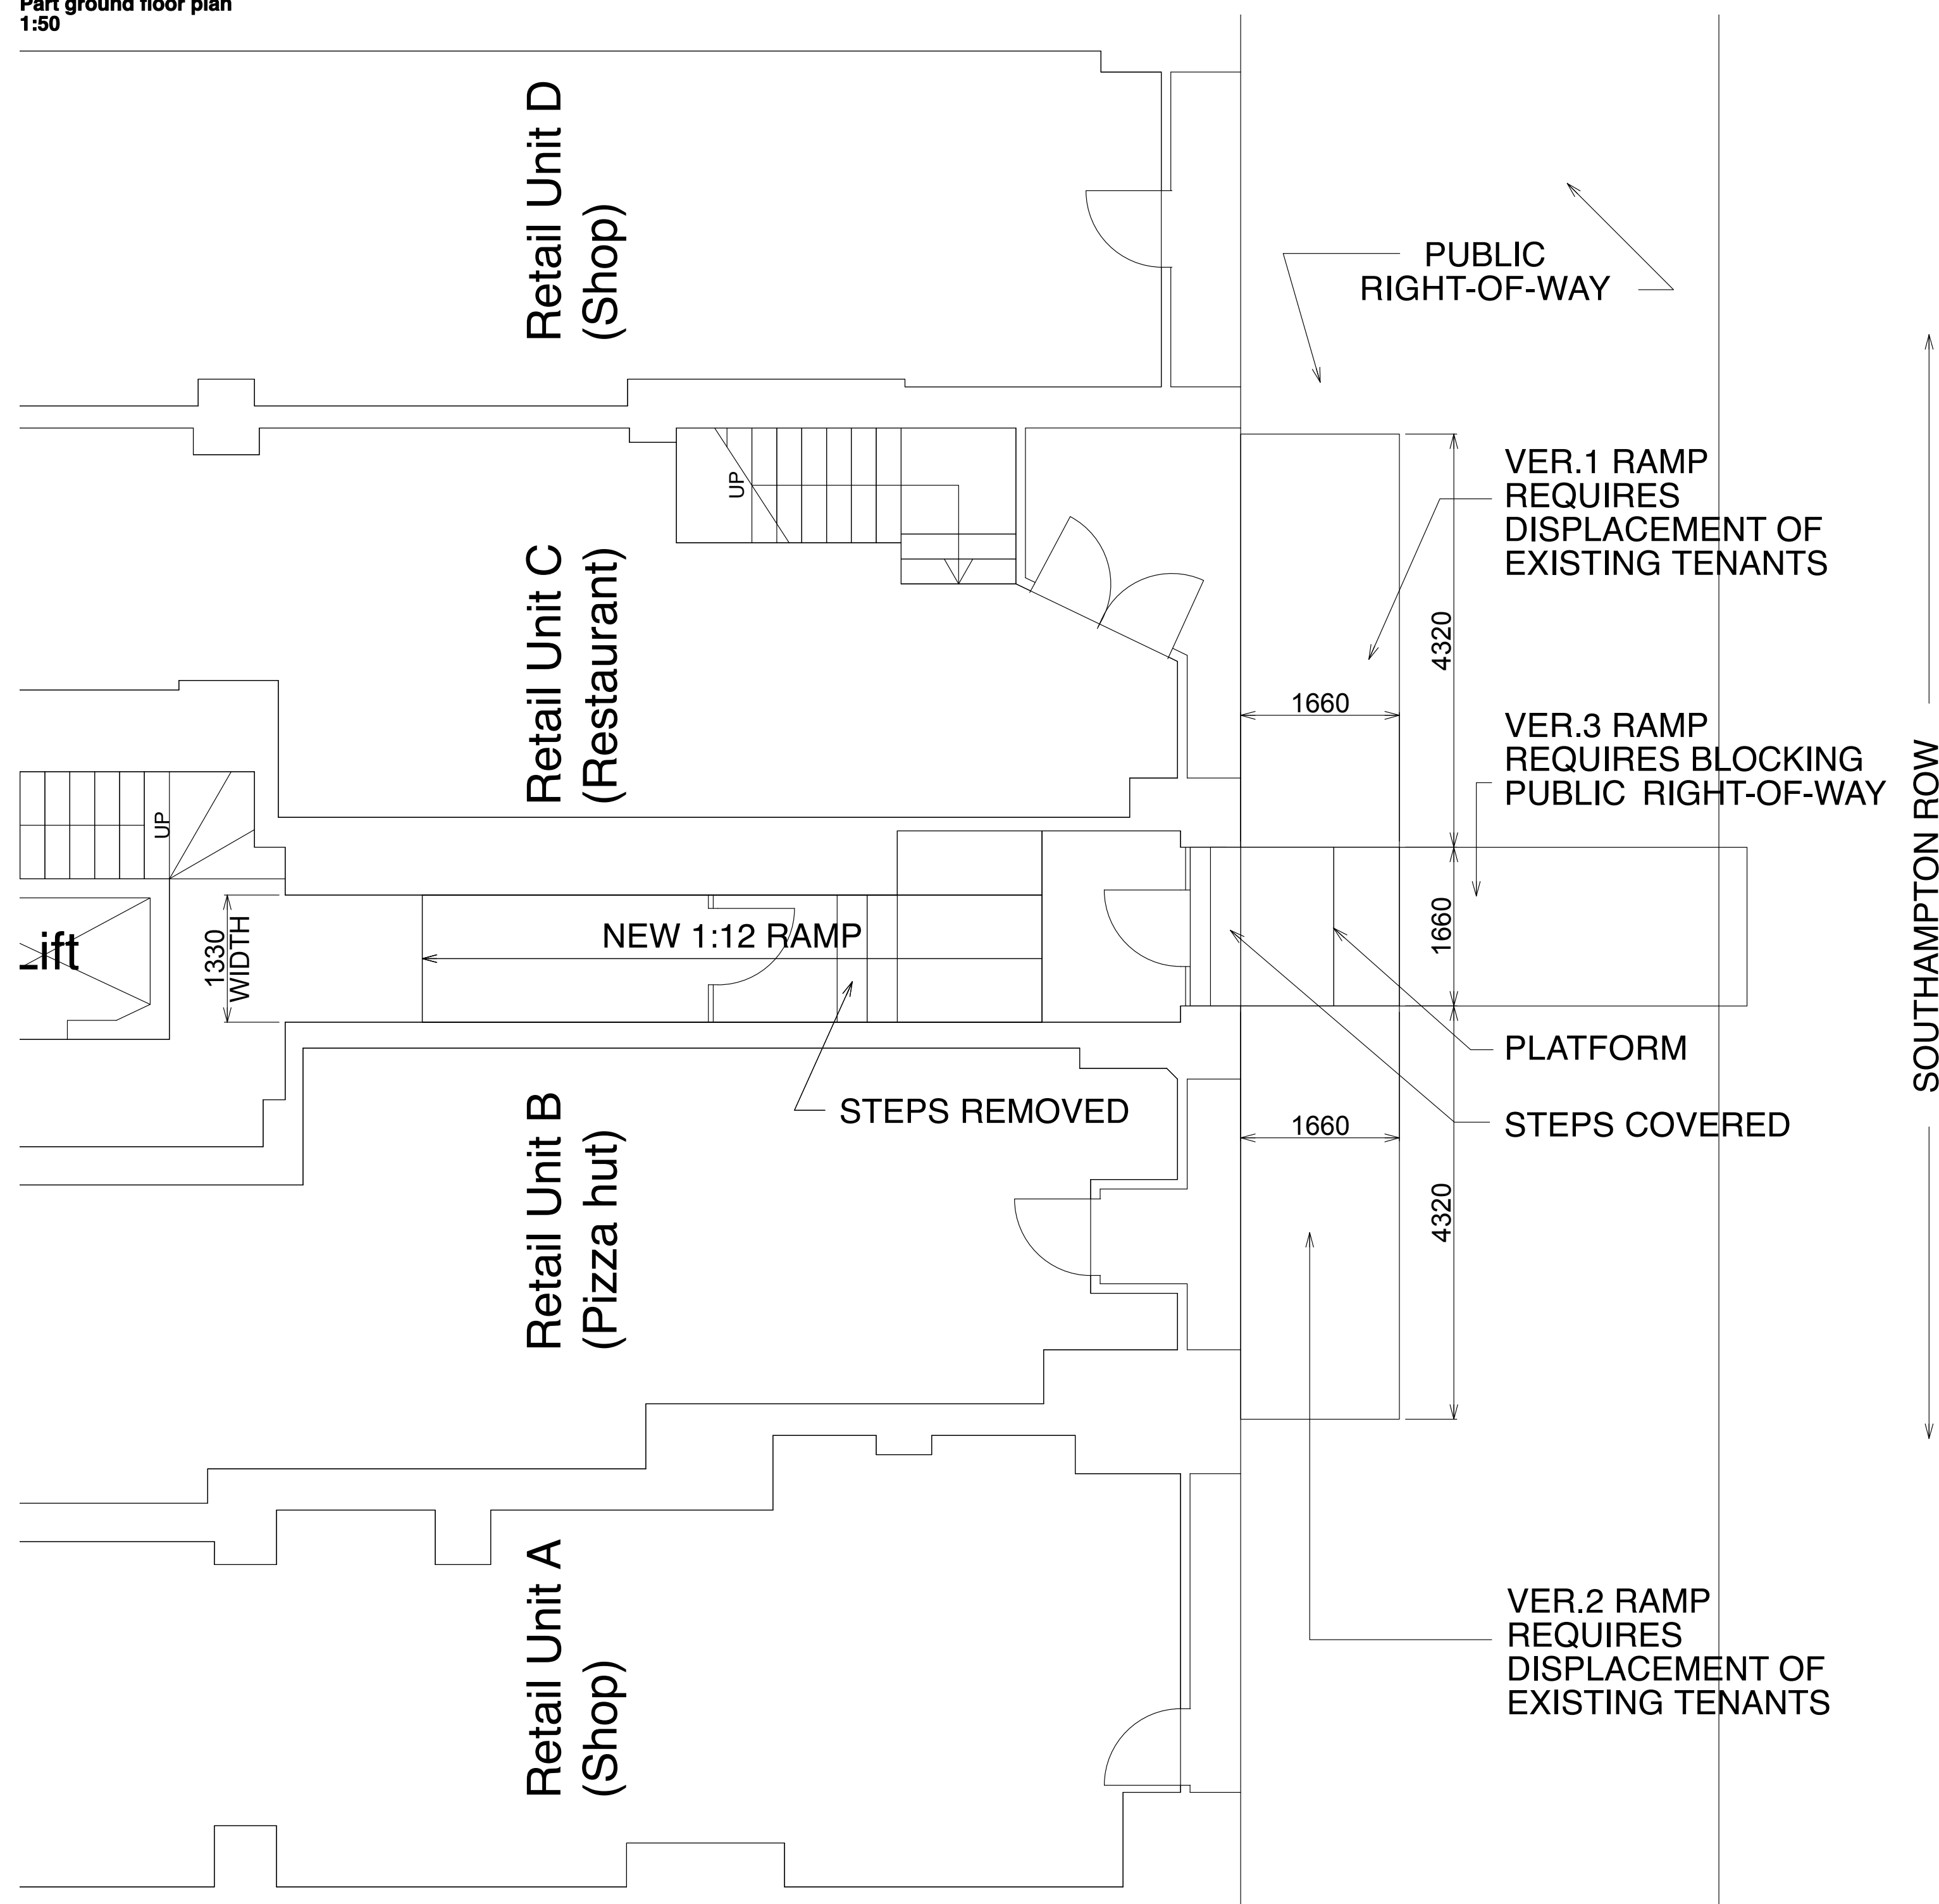 Part ground floor plan
1:50
Retail Unit D
(Shop)
PUBLIC
RIGHT-OF-WAY
UP
Retail Unit C
(Restaurant)
VER.1 RAMP
REQUIRES
DISPLACEMENT OF
EXISTING TENANTS
4320
1660
VER.3 RAMP
REQUIRES BLOCKING
PUBLIC RIGHT-OF-WAY
SOUTHAMPTON ROW
UP
Lift
1330
WIDTH
NEW 1:12 RAMP
1660
PLATFORM
STEPS REMOVED
STEPS COVERED
1660
4320
Retail Unit B
(Pizza hut)
Retail Unit A
(Shop)
VER.2 RAMP
REQUIRES
DISPLACEMENT OF
EXISTING TENANTS